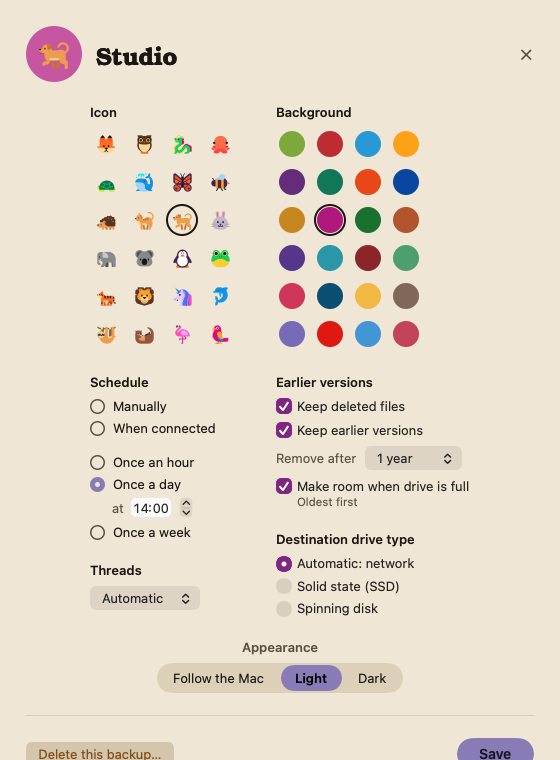 Studio
Icon
Background
Schedule
Manually
When connected
Once an hour
Once a day
at 14:00
Once a week
Threads
Automatic
Earlier versions
Keep deleted files
Keep earlier versions
Remove after 1 year
Make room when drive is full
Oldest first
Destination drive type
Automatic: network
Solid state (SSD)
Spinning disk
Appearance
Follow the Mac Light Dark
Delete this backup... Save